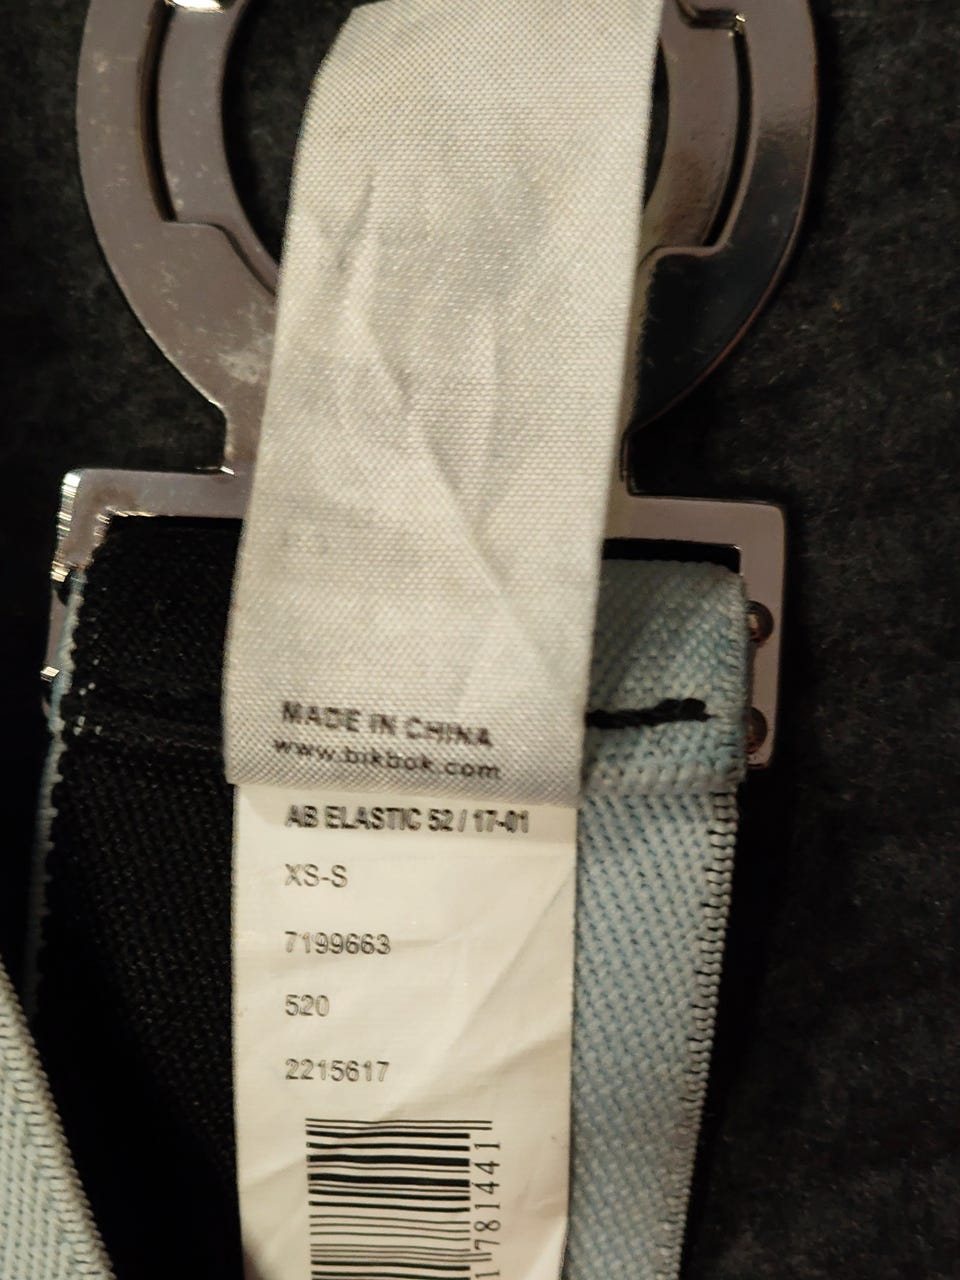 MADE IN CHINA
www.bikbok.com
AB ELASTIC 52 / 17-01
XS-S
7199663
520
2215617
1781441